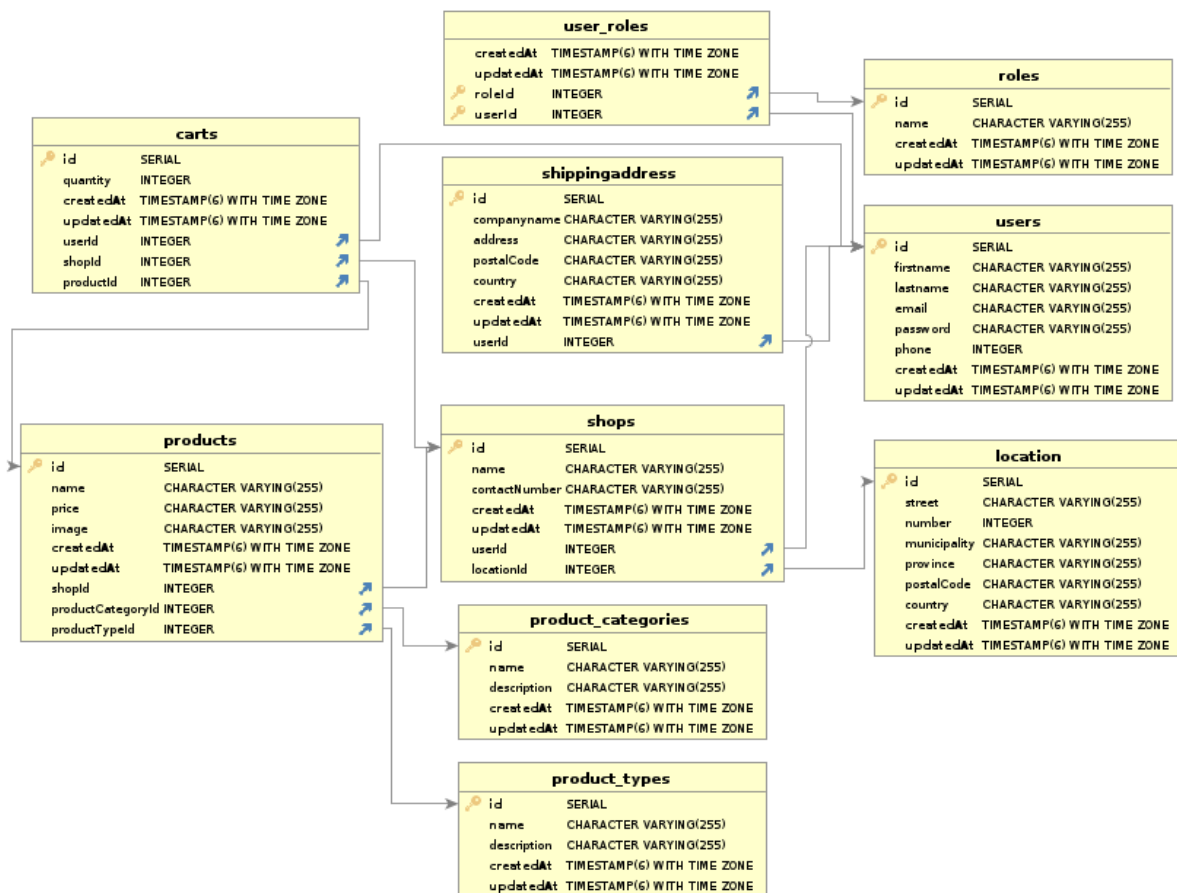 user_roles
createdAt TIMESTAMP(6) WITH TIME ZONE
updatedAt TIMESTAMP(6) WITH TIME ZONE
roleId INTEGER
userId INTEGER
roles
id SERIAL
name CHARACTER VARYING(255)
createdAt TIMESTAMP(6) WITH TIME ZONE
updatedAt TIMESTAMP(6) WITH TIME ZONE
carts
id SERIAL
quantity INTEGER
createdAt TIMESTAMP(6) WITH TIME ZONE
updatedAt TIMESTAMP(6) WITH TIME ZONE
userId INTEGER
shopId INTEGER
productId INTEGER
shippingaddress
id SERIAL
companyname CHARACTER VARYING(255)
address CHARACTER VARYING(255)
postalCode CHARACTER VARYING(255)
country CHARACTER VARYING(255)
createdAt TIMESTAMP(6) WITH TIME ZONE
updatedAt TIMESTAMP(6) WITH TIME ZONE
userId INTEGER
users
id SERIAL
firstname CHARACTER VARYING(255)
lastname CHARACTER VARYING(255)
email CHARACTER VARYING(255)
password CHARACTER VARYING(255)
phone INTEGER
createdAt TIMESTAMP(6) WITH TIME ZONE
updatedAt TIMESTAMP(6) WITH TIME ZONE
products
id SERIAL
name CHARACTER VARYING(255)
price CHARACTER VARYING(255)
image CHARACTER VARYING(255)
createdAt TIMESTAMP(6) WITH TIME ZONE
updatedAt TIMESTAMP(6) WITH TIME ZONE
shopId INTEGER
productCategoryId INTEGER
productTypeId INTEGER
shops
id SERIAL
name CHARACTER VARYING(255)
contactNumber CHARACTER VARYING(255)
createdAt TIMESTAMP(6) WITH TIME ZONE
updatedAt TIMESTAMP(6) WITH TIME ZONE
userId INTEGER
locationId INTEGER
location
id SERIAL
street CHARACTER VARYING(255)
number INTEGER
municipality CHARACTER VARYING(255)
province CHARACTER VARYING(255)
postalCode CHARACTER VARYING(255)
country CHARACTER VARYING(255)
createdAt TIMESTAMP(6) WITH TIME ZONE
updatedAt TIMESTAMP(6) WITH TIME ZONE
product_categories
id SERIAL
name CHARACTER VARYING(255)
description CHARACTER VARYING(255)
createdAt TIMESTAMP(6) WITH TIME ZONE
updatedAt TIMESTAMP(6) WITH TIME ZONE
product_types
id SERIAL
name CHARACTER VARYING(255)
description CHARACTER VARYING(255)
createdAt TIMESTAMP(6) WITH TIME ZONE
updatedAt TIMESTAMP(6) WITH TIME ZONE